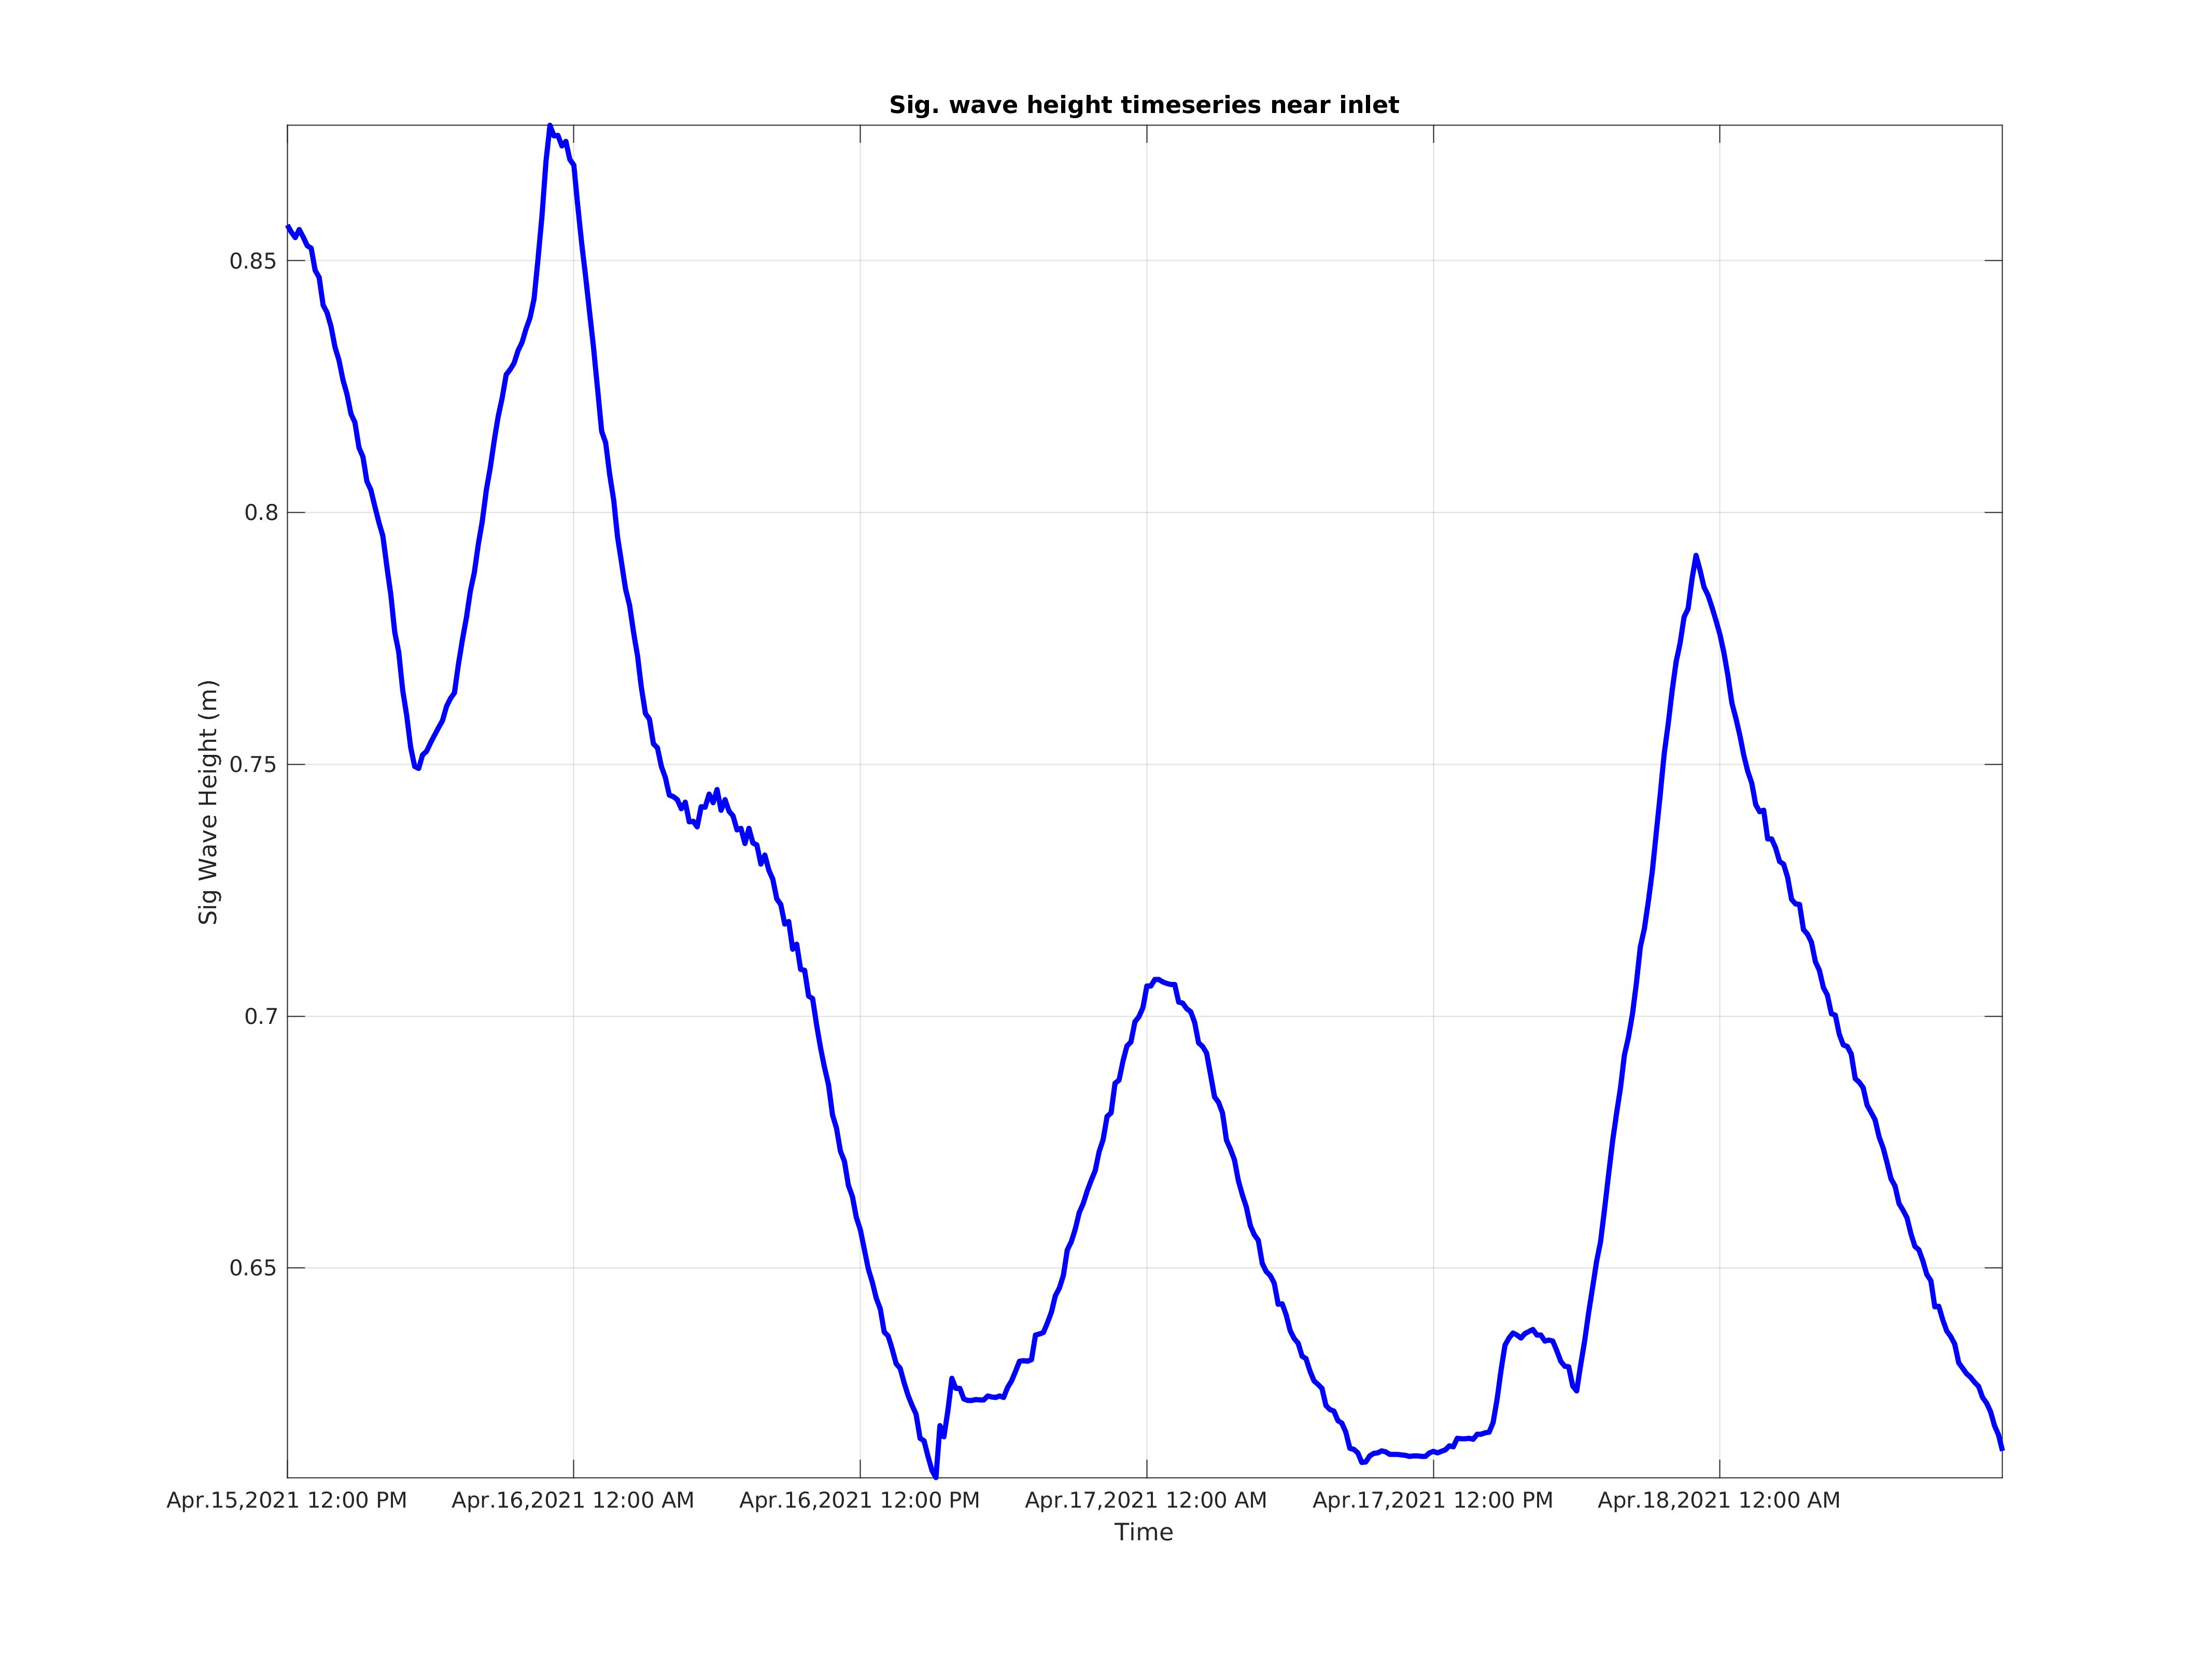 Sig. wave height timeseries near inlet
0.85
0.8
0.75
0.7
0.65
Sig Wave Height (m)
Apr.15,2021 12:00 PM Apr.16,2021 12:00 AM Apr.16,2021 12:00 PM Apr.17,2021 12:00 AM Apr.17,2021 12:00 PM Apr.18,2021 12:00 AM
Time